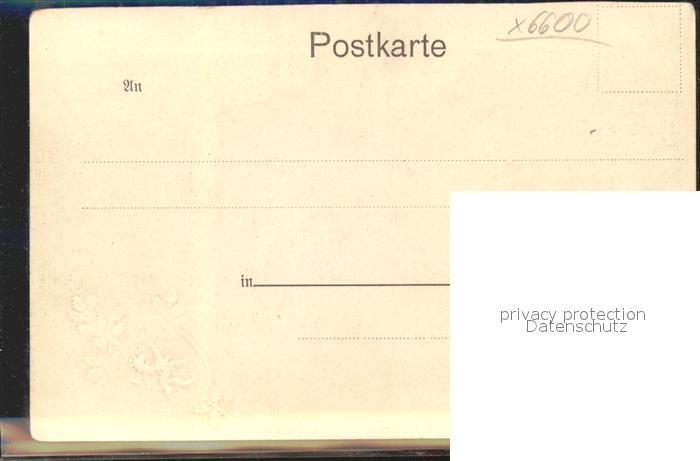 x6600
Postkarte
An
in
privacy protection
Datenschutz